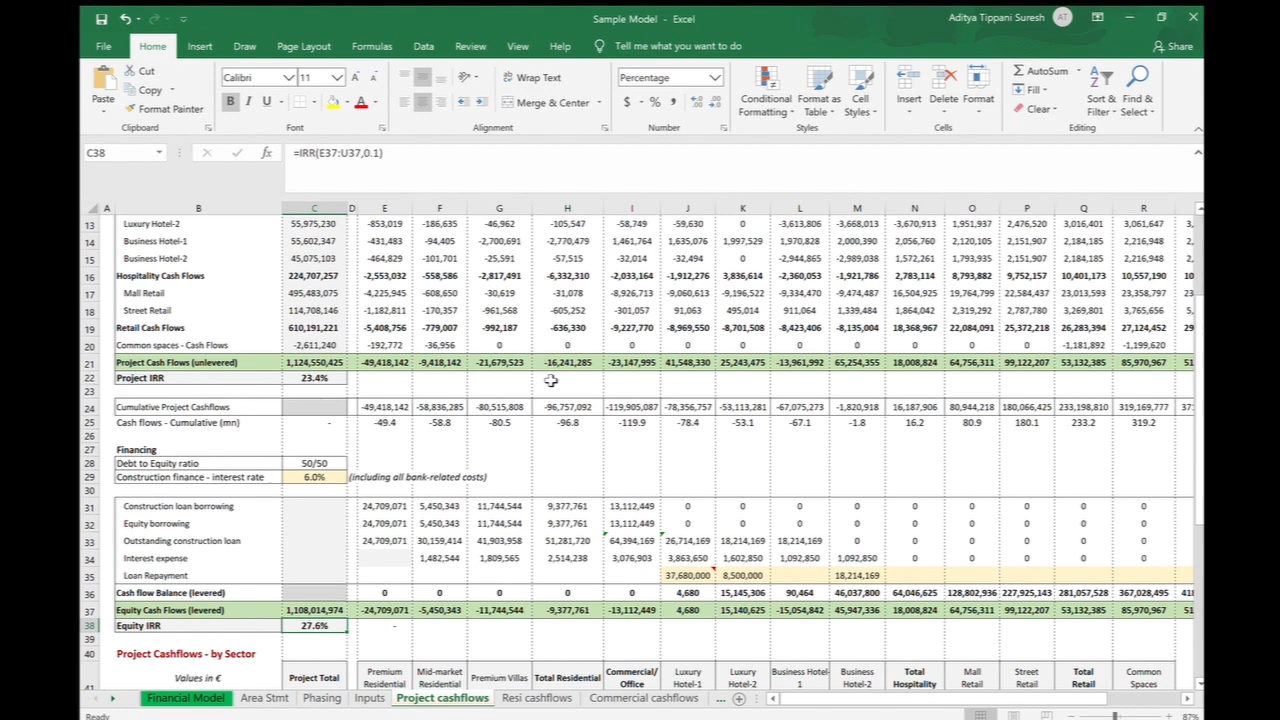 Sample Model - Excel
Aditya Tippani Suresh AT
File Home Insert Draw Page Layout Formulas Data Review View Help Tell me what you want to do Share
Cut
Copy
Format Painter
Paste
Clipboard
Calibri 11
B I U
Font
Wrap Text
Merge & Center
Alignment
Percentage
$ % ,
Number
Conditional Formatting
Format as Table
Cell Styles
Styles
Insert Delete Format
Cells
AutoSum
Fill
Clear
Sort & Filter
Find & Select
Editing
C38 fx =IRR(E37:U37,0.1)
A B C D E F G H I J K L M N O P Q R
13 Luxury Hotel-2 55,975,230 -853,019 -186,635 -46,962 -105,547 -58,749 -59,630 0 -3,613,806 -3,668,013 -3,670,913 1,951,937 2,476,520 3,016,401 3,061,647 3,
14 Business Hotel-1 55,602,347 -431,483 -94,405 -2,700,691 -2,770,479 1,461,764 1,635,076 1,997,529 1,970,828 2,000,390 2,056,760 2,120,105 2,151,907 2,184,185 2,216,948 2,
15 Business Hotel-2 45,075,103 -464,829 -101,701 -25,591 -57,515 -32,014 -32,494 0 -2,944,865 -2,989,038 1,572,261 1,793,935 2,151,907 2,184,185 2,216,948 2,
16 Hospitality Cash Flows 224,707,257 -2,553,032 -558,586 -2,817,491 -6,332,310 -2,033,164 -1,912,276 3,836,614 -2,360,053 -1,921,786 2,783,114 8,793,882 9,752,157 10,401,173 10,557,190 10
17 Mall Retail 495,483,075 -4,225,945 -608,650 -30,619 -31,078 -8,926,713 -9,060,613 -9,196,522 -9,334,470 -9,474,487 16,504,925 19,764,799 22,584,437 23,013,593 23,358,797 23
18 Street Retail 114,708,146 -1,182,811 -170,357 -961,568 -605,252 -301,057 91,063 495,014 911,064 1,339,484 1,864,042 2,319,292 2,787,780 3,269,801 3,765,656 3,
19 Retail Cash Flows 610,191,221 -5,408,756 -779,007 -992,187 -636,330 -9,227,770 -8,969,550 -8,701,508 -8,423,406 -8,135,004 18,368,967 22,084,091 25,372,218 26,283,394 27,124,452 29
20 Common spaces - Cash Flows -2,611,240 -192,772 -36,956 0 0 0 0 0 0 0 0 0 0 -1,181,892 -1,199,620
21 Project Cash Flows (unlevered) 1,124,550,425 -49,418,142 -9,418,142 -21,679,523 -16,241,285 -23,147,995 41,548,330 25,243,475 -13,961,992 65,254,355 18,008,824 64,756,311 99,122,207 53,132,385 85,970,967 51
22 Project IRR 23.4%
23
24 Cumulative Project Cashflows -49,418,142 -58,836,285 -80,515,808 -96,757,092 -119,905,087 -78,356,757 -53,113,281 -67,075,273 -1,820,918 16,187,906 80,944,218 180,066,425 233,198,810 319,169,777 37
25 Cash flows - Cumulative (mn) - -49.4 -58.8 -80.5 -96.8 -119.9 -78.4 -53.1 -67.1 -1.8 16.2 80.9 180.1 233.2 319.2
26
27 Financing
28 Debt to Equity ratio 50/50
29 Construction finance - interest rate 6.0% (including all bank-related costs)
30
31 Construction loan borrowing 24,709,071 5,450,343 11,744,544 9,377,761 13,112,449 0 0 0 0 0 0 0 0 0
32 Equity borrowing 24,709,071 5,450,343 11,744,544 9,377,761 13,112,449 0 0 0 0 0 0 0 0 0
33 Outstanding construction loan 24,709,071 30,159,414 41,903,958 51,281,720 64,394,169 26,714,169 18,214,169 18,214,169 0 0 0 0 0 0
34 Interest expense 1,482,544 1,809,565 2,514,238 3,076,903 3,863,650 1,602,850 1,092,850 1,092,850 0 0 0 0 0
35 Loan Repayment 37,680,000 8,500,000 18,214,169
36 Cash flow Balance (levered) 0 0 0 0 0 4,680 15,145,306 90,464 46,037,800 64,046,625 128,802,936 227,925,143 281,057,528 367,028,495 418
37 Equity Cash Flows (levered) 1,108,014,974 -24,709,071 -5,450,343 -11,744,544 -9,377,761 -13,112,449 4,680 15,140,625 -15,054,842 45,947,336 18,008,824 64,756,311 99,122,207 53,132,385 85,970,967 51
38 Equity IRR 27.6% -
39
40 Project Cashflows - by Sector
41 Values in € Project Total Premium Residential Mid-market Residential Premium Villas Total Residential Commercial/ Office Luxury Hotel-1 Luxury Hotel-2 Business Hotel-1 Business Hotel-2 Total Hospitality Mall Retail Street Retail Total Retail Common Spaces
Financial Model Area Stmt Phasing Inputs Project cashflows Resi cashflows Commercial cashflows ...
Ready 87%